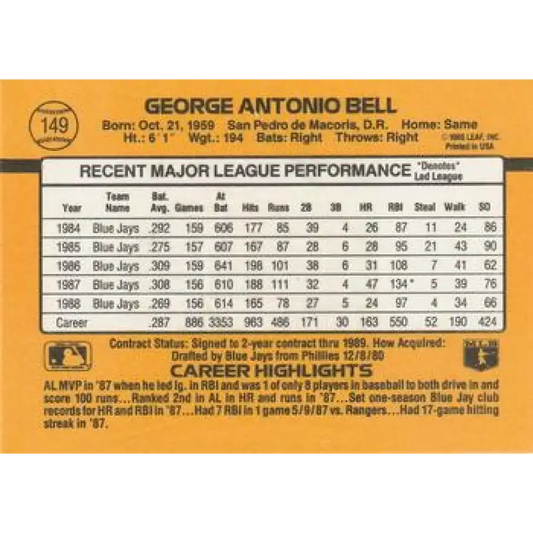 149
GEORGE ANTONIO BELL
Born: Oct. 21, 1959 San Pedro de Macoris, D.R. Home: Same
Ht.: 6'1" Wgt.: 194 Bats: Right Throws: Right
© 1988 LEAF, INC.
Printed in USA
RECENT MAJOR LEAGUE PERFORMANCE *Denotes" Led League
Year Team Name Bat. Avg. Games At Bat Hits Runs 2B 3B HR RBI Steal Walk SO
1984 Blue Jays .292 159 606 177 85 39 4 26 87 11 24 86
1985 Blue Jays .275 157 607 167 87 28 6 28 95 21 43 90
1986 Blue Jays .309 159 641 198 101 38 6 31 108 7 41 62
1987 Blue Jays .308 156 610 188 111 32 4 47 134* 5 39 76
1988 Blue Jays .269 156 614 165 78 27 5 24 97 4 34 66
Career .287 886 3353 963 486 171 30 163 550 52 190 424
Contract Status: Signed to 2-year contract thru 1989. How Acquired:
Drafted by Blue Jays from Phillies 12/8/80
CAREER HIGHLIGHTS
AL MVP in '87 when he led lg. in RBI and was 1 of only 8 players in baseball to both drive in and
score 100 runs...Ranked 2nd in AL in HR and runs in '87...Set one-season Blue Jay club
records for HR and RBI in '87...Had 7 RBI in 1 game 5/9/87 vs. Rangers...Had 17-game hitting
streak in '87.
MLB